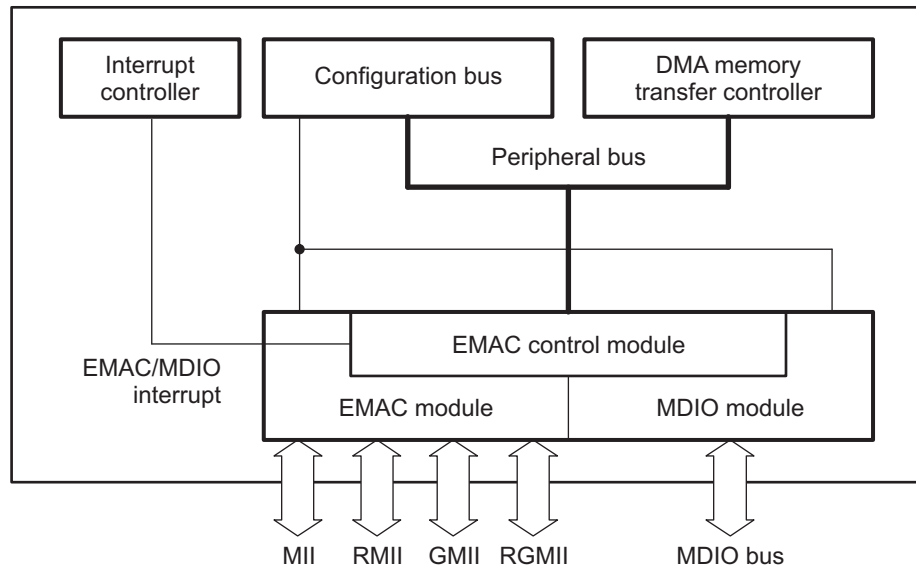 Interrupt
controller
Configuration bus
DMA memory
transfer controller
Peripheral bus
EMAC control module
EMAC/MDIO
interrupt
EMAC module
MDIO module
MII
RMII
GMII
RGMII
MDIO bus